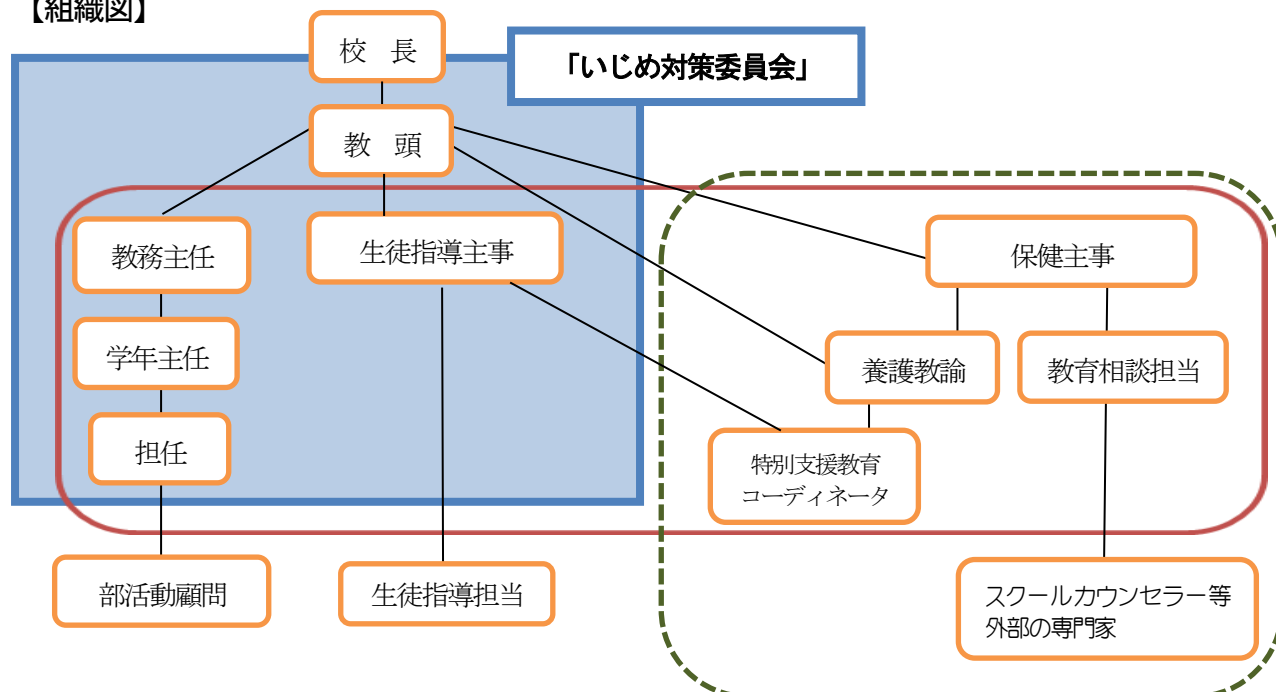 【組織図】
校　長
「いじめ対策委員会」
教　頭
教務主任
生徒指導主事
保健主事
学年主任
養護教諭
教育相談担当
担任
特別支援教育
コーディネータ
部活動顧問
生徒指導担当
スクールカウンセラー等
外部の専門家